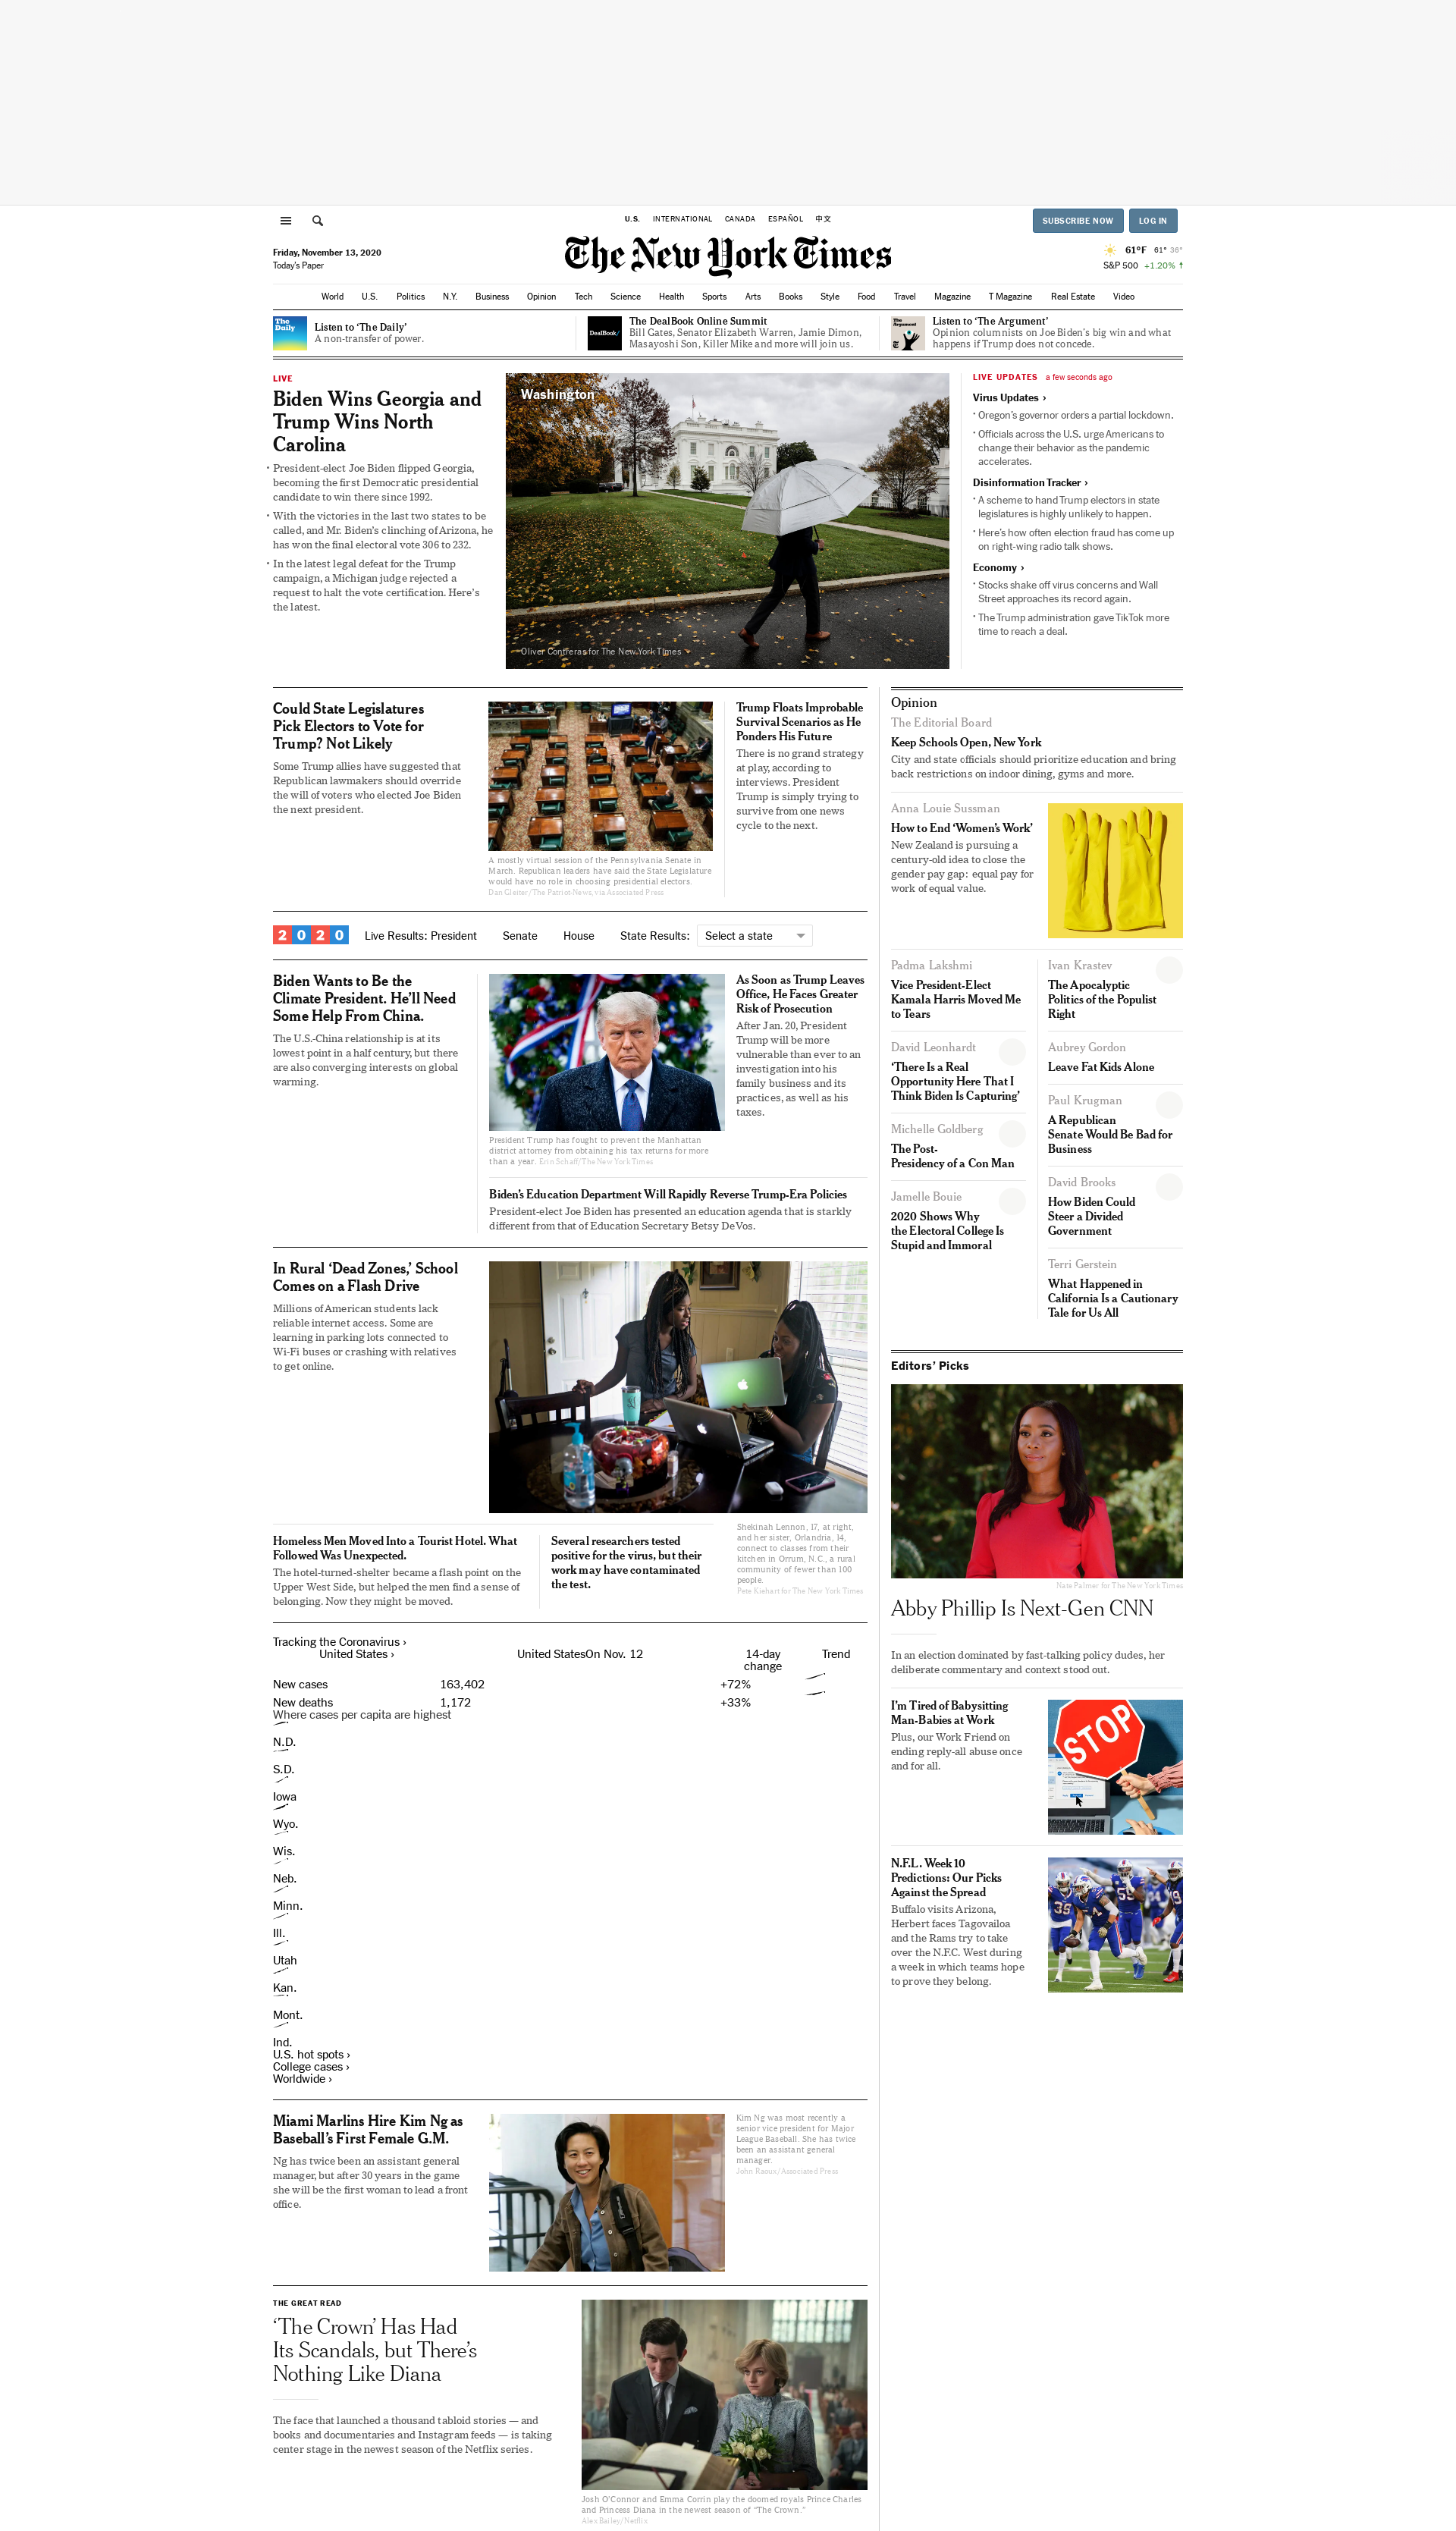 U.S. INTERNATIONAL CANADA ESPAÑOL 中文
SUBSCRIBE NOW LOG IN
Friday, November 13, 2020
Today's Paper
The New York Times
61°F 61° 36°
S&P 500 +1.20%
World U.S. Politics N.Y. Business Opinion Tech Science Health Sports Arts Books Style Food Travel Magazine T Magazine Real Estate Video
The
Daily
Listen to ‘The Daily’
A non-transfer of power.
DealBook/
The DealBook Online Summit
Bill Gates, Senator Elizabeth Warren, Jamie Dimon,
Masayoshi Son, Killer Mike and more will join us.
The
Argument
Listen to ‘The Argument’
Opinion columnists on Joe Biden’s big win and what
happens if Trump does not concede.
LIVE
Biden Wins Georgia and
Trump Wins North
Carolina
• President-elect Joe Biden flipped Georgia,
becoming the first Democratic presidential
candidate to win there since 1992.
• With the victories in the last two states to be
called, and Mr. Biden’s clinching of Arizona, he
has won the final electoral vote 306 to 232.
• In the latest legal defeat for the Trump
campaign, a Michigan judge rejected a
request to halt the vote certification. Here’s
the latest.
Washington
Oliver Contreras for The New York Times
LIVE UPDATES a few seconds ago
Virus Updates ›
• Oregon’s governor orders a partial lockdown.
• Officials across the U.S. urge Americans to
change their behavior as the pandemic
accelerates.
Disinformation Tracker ›
• A scheme to hand Trump electors in state
legislatures is highly unlikely to happen.
• Here’s how often election fraud has come up
on right-wing radio talk shows.
Economy ›
• Stocks shake off virus concerns and Wall
Street approaches its record again.
• The Trump administration gave TikTok more
time to reach a deal.
Could State Legislatures
Pick Electors to Vote for
Trump? Not Likely
Some Trump allies have suggested that
Republican lawmakers should override
the will of voters who elected Joe Biden
the next president.
A mostly virtual session of the Pennsylvania Senate in
March. Republican leaders have said the State Legislature
would have no role in choosing presidential electors.
Dan Gleiter/The Patriot-News, via Associated Press
Trump Floats Improbable
Survival Scenarios as He
Ponders His Future
There is no grand strategy
at play, according to
interviews. President
Trump is simply trying to
survive from one news
cycle to the next.
2020 Live Results: President Senate House State Results: Select a state
Biden Wants to Be the
Climate President. He’ll Need
Some Help From China.
The U.S.-China relationship is at its
lowest point in a half century, but there
are also converging interests on global
warming.
President Trump has fought to prevent the Manhattan
district attorney from obtaining his tax returns for more
than a year. Erin Schaff/The New York Times
As Soon as Trump Leaves
Office, He Faces Greater
Risk of Prosecution
After Jan. 20, President
Trump will be more
vulnerable than ever to an
investigation into his
family business and its
practices, as well as his
taxes.
Biden’s Education Department Will Rapidly Reverse Trump-Era Policies
President-elect Joe Biden has presented an education agenda that is starkly
different from that of Education Secretary Betsy DeVos.
In Rural ‘Dead Zones,’ School
Comes on a Flash Drive
Millions of American students lack
reliable internet access. Some are
learning in parking lots connected to
Wi-Fi buses or crashing with relatives
to get online.
Shekinah Lennon, 17, at right,
and her sister, Orlandria, 14,
connect to classes from their
kitchen in Orrum, N.C., a rural
community of fewer than 100
people.
Pete Kiehart for The New York Times
Homeless Men Moved Into a Tourist Hotel. What
Followed Was Unexpected.
The hotel-turned-shelter became a flash point on the
Upper West Side, but helped the men find a sense of
belonging. Now they might be moved.
Several researchers tested
positive for the virus, but their
work may have contaminated
the test.
Tracking the Coronavirus ›
United States › United StatesOn Nov. 12 14-day
change Trend
New cases 163,402 +72%
New deaths 1,172 +33%
Where cases per capita are highest
N.D.
S.D.
Iowa
Wyo.
Wis.
Neb.
Minn.
Ill.
Utah
Kan.
Mont.
Ind.
U.S. hot spots ›
College cases ›
Worldwide ›
Miami Marlins Hire Kim Ng as
Baseball’s First Female G.M.
Ng has twice been an assistant general
manager, but after 30 years in the game
she will be the first woman to lead a front
office.
Kim Ng was most recently a
senior vice president for Major
League Baseball. She has twice
been an assistant general
manager.
John Raoux/Associated Press
THE GREAT READ
‘The Crown’ Has Had
Its Scandals, but There’s
Nothing Like Diana
The face that launched a thousand tabloid stories — and
books and documentaries and Instagram feeds — is taking
center stage in the newest season of the Netflix series.
Josh O’Connor and Emma Corrin play the doomed royals Prince Charles
and Princess Diana in the newest season of “The Crown.”
Alex Bailey/Netflix
Opinion
The Editorial Board
Keep Schools Open, New York
City and state officials should prioritize education and bring
back restrictions on indoor dining, gyms and more.
Anna Louie Sussman
How to End ‘Women’s Work’
New Zealand is pursuing a
century-old idea to close the
gender pay gap: equal pay for
work of equal value.
Padma Lakshmi
Vice President-Elect
Kamala Harris Moved Me
to Tears
David Leonhardt
‘There Is a Real
Opportunity Here That I
Think Biden Is Capturing’
Michelle Goldberg
The Post-
Presidency of a Con Man
Jamelle Bouie
2020 Shows Why
the Electoral College Is
Stupid and Immoral
Ivan Krastev
The Apocalyptic
Politics of the Populist
Right
Aubrey Gordon
Leave Fat Kids Alone
Paul Krugman
A Republican
Senate Would Be Bad for
Business
David Brooks
How Biden Could
Steer a Divided
Government
Terri Gerstein
What Happened in
California Is a Cautionary
Tale for Us All
Editors’ Picks
Nate Palmer for The New York Times
Abby Phillip Is Next-Gen CNN
In an election dominated by fast-talking policy dudes, her
deliberate commentary and context stood out.
I’m Tired of Babysitting
Man-Babies at Work
Plus, our Work Friend on
ending reply-all abuse once
and for all.
STOP
N.F.L. Week 10
Predictions: Our Picks
Against the Spread
Buffalo visits Arizona,
Herbert faces Tagovailoa
and the Rams try to take
over the N.F.C. West during
a week in which teams hope
to prove they belong.